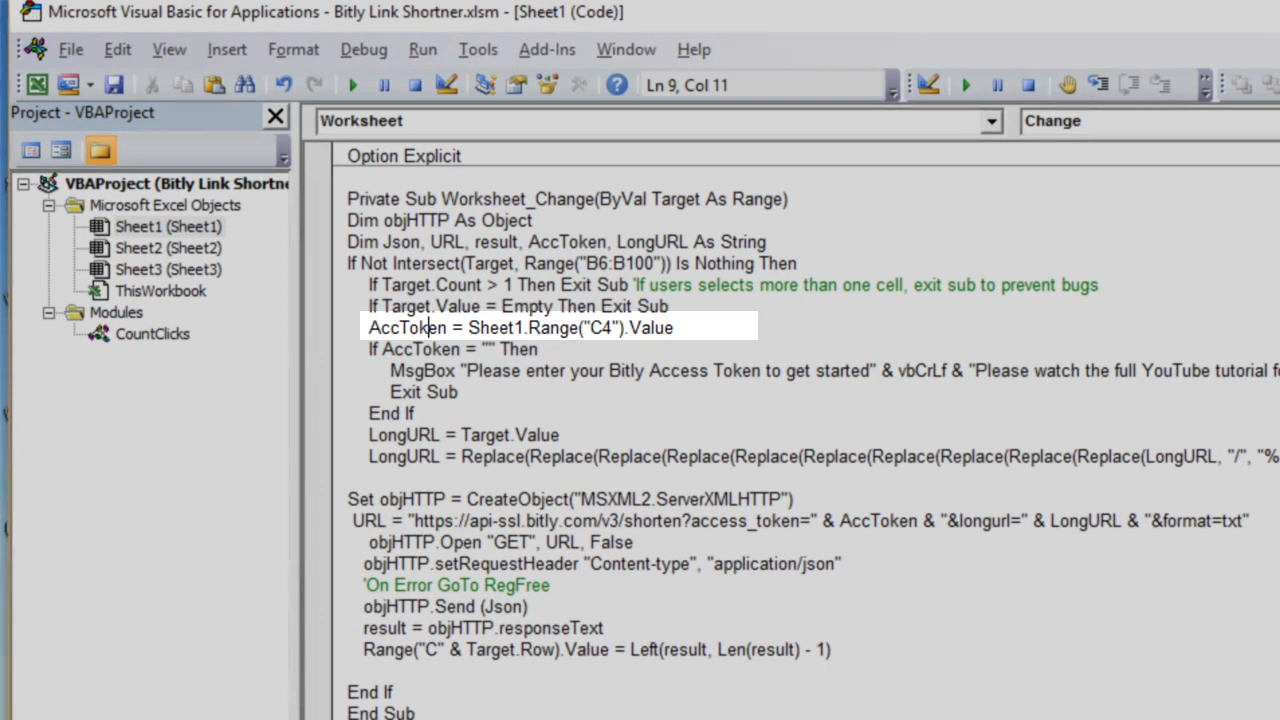 Microsoft Visual Basic for Applications - Bitly Link Shortner.xlsm - [Sheet1 (Code)]
File Edit View Insert Format Debug Run Tools Add-Ins Window Help
Ln 9, Col 11
Project - VBAProject
Worksheet
Change
VBAProject (Bitly Link Shortne
Microsoft Excel Objects
Sheet1 (Sheet1)
Sheet2 (Sheet2)
Sheet3 (Sheet3)
ThisWorkbook
Modules
CountClicks
Option Explicit
Private Sub Worksheet_Change(ByVal Target As Range)
Dim objHTTP As Object
Dim Json, URL, result, AccToken, LongURL As String
If Not Intersect(Target, Range("B6:B100")) Is Nothing Then
If Target.Count > 1 Then Exit Sub 'If users selects more than one cell, exit sub to prevent bugs
If Target.Value = Empty Then Exit Sub
AccToken = Sheet1.Range("C4").Value
If AccToken = "" Then
MsgBox "Please enter your Bitly Access Token to get started" & vbCrLf & "Please watch the full YouTube tutorial fo
Exit Sub
End If
LongURL = Target.Value
LongURL = Replace(Replace(Replace(Replace(Replace(Replace(Replace(Replace(Replace(Replace(LongURL, "/", "%
Set objHTTP = CreateObject("MSXML2.ServerXMLHTTP")
URL = "https://api-ssl.bitly.com/v3/shorten?access_token=" & AccToken & "&longurl=" & LongURL & "&format=txt"
objHTTP.Open "GET", URL, False
objHTTP.setRequestHeader "Content-type", "application/json"
'On Error GoTo RegFree
objHTTP.Send (Json)
result = objHTTP.responseText
Range("C" & Target.Row).Value = Left(result, Len(result) - 1)
End If
End Sub